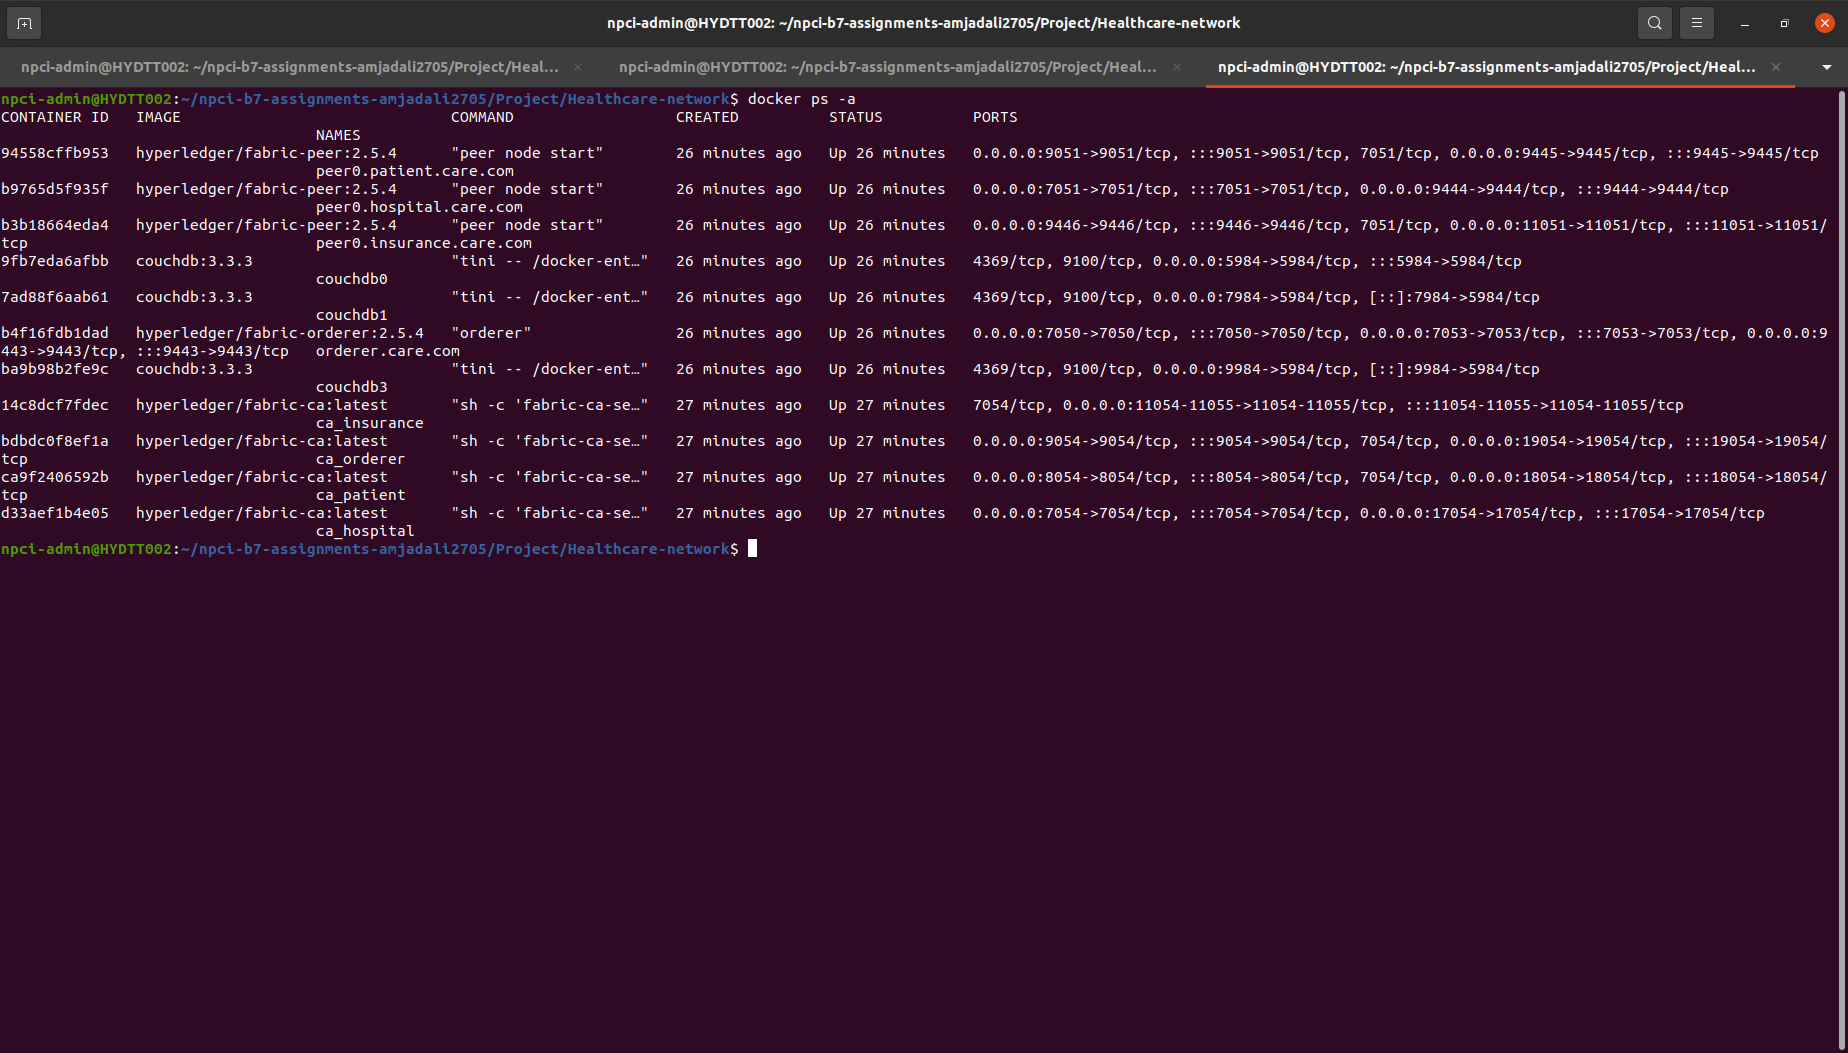 npci-admin@HYDTT002: ~/npci-b7-assignments-amjadali2705/Project/Healthcare-network
npci-admin@HYDTT002: ~/npci-b7-assignments-amjadali2705/Project/Heal... npci-admin@HYDTT002: ~/npci-b7-assignments-amjadali2705/Project/Heal... npci-admin@HYDTT002: ~/npci-b7-assignments-amjadali2705/Project/Heal...
npci-admin@HYDTT002:~/npci-b7-assignments-amjadali2705/Project/Healthcare-network$ docker ps -a
CONTAINER ID   IMAGE                              COMMAND                  CREATED          STATUS          PORTS
NAMES
94558cffb953   hyperledger/fabric-peer:2.5.4      "peer node start"        26 minutes ago   Up 26 minutes   0.0.0.0:9051->9051/tcp, :::9051->9051/tcp, 7051/tcp, 0.0.0.0:9445->9445/tcp, :::9445->9445/tcp
peer0.patient.care.com
b9765d5f935f   hyperledger/fabric-peer:2.5.4      "peer node start"        26 minutes ago   Up 26 minutes   0.0.0.0:7051->7051/tcp, :::7051->7051/tcp, 0.0.0.0:9444->9444/tcp, :::9444->9444/tcp
peer0.hospital.care.com
b3b18664eda4   hyperledger/fabric-peer:2.5.4      "peer node start"        26 minutes ago   Up 26 minutes   0.0.0.0:9446->9446/tcp, :::9446->9446/tcp, 7051/tcp, 0.0.0.0:11051->11051/tcp, :::11051->11051/
tcp                                peer0.insurance.care.com
9fb7eda6afbb   couchdb:3.3.3                      "tini -- /docker-ent…"   26 minutes ago   Up 26 minutes   4369/tcp, 9100/tcp, 0.0.0.0:5984->5984/tcp, :::5984->5984/tcp
couchdb0
7ad88f6aab61   couchdb:3.3.3                      "tini -- /docker-ent…"   26 minutes ago   Up 26 minutes   4369/tcp, 9100/tcp, 0.0.0.0:7984->5984/tcp, [::]:7984->5984/tcp
couchdb1
b4f16fdb1dad   hyperledger/fabric-orderer:2.5.4   "orderer"                26 minutes ago   Up 26 minutes   0.0.0.0:7050->7050/tcp, :::7050->7050/tcp, 0.0.0.0:7053->7053/tcp, :::7053->7053/tcp, 0.0.0.0:9
443->9443/tcp, :::9443->9443/tcp   orderer.care.com
ba9b98b2fe9c   couchdb:3.3.3                      "tini -- /docker-ent…"   26 minutes ago   Up 26 minutes   4369/tcp, 9100/tcp, 0.0.0.0:9984->5984/tcp, [::]:9984->5984/tcp
couchdb3
14c8dcf7fdec   hyperledger/fabric-ca:latest       "sh -c 'fabric-ca-se…"   27 minutes ago   Up 27 minutes   7054/tcp, 0.0.0.0:11054-11055->11054-11055/tcp, :::11054-11055->11054-11055/tcp
ca_insurance
bdbdc0f8ef1a   hyperledger/fabric-ca:latest       "sh -c 'fabric-ca-se…"   27 minutes ago   Up 27 minutes   0.0.0.0:9054->9054/tcp, :::9054->9054/tcp, 7054/tcp, 0.0.0.0:19054->19054/tcp, :::19054->19054/
tcp                                ca_orderer
ca9f2406592b   hyperledger/fabric-ca:latest       "sh -c 'fabric-ca-se…"   27 minutes ago   Up 27 minutes   0.0.0.0:8054->8054/tcp, :::8054->8054/tcp, 7054/tcp, 0.0.0.0:18054->18054/tcp, :::18054->18054/
tcp                                ca_patient
d33aef1b4e05   hyperledger/fabric-ca:latest       "sh -c 'fabric-ca-se…"   27 minutes ago   Up 27 minutes   0.0.0.0:7054->7054/tcp, :::7054->7054/tcp, 0.0.0.0:17054->17054/tcp, :::17054->17054/tcp
ca_hospital
npci-admin@HYDTT002:~/npci-b7-assignments-amjadali2705/Project/Healthcare-network$